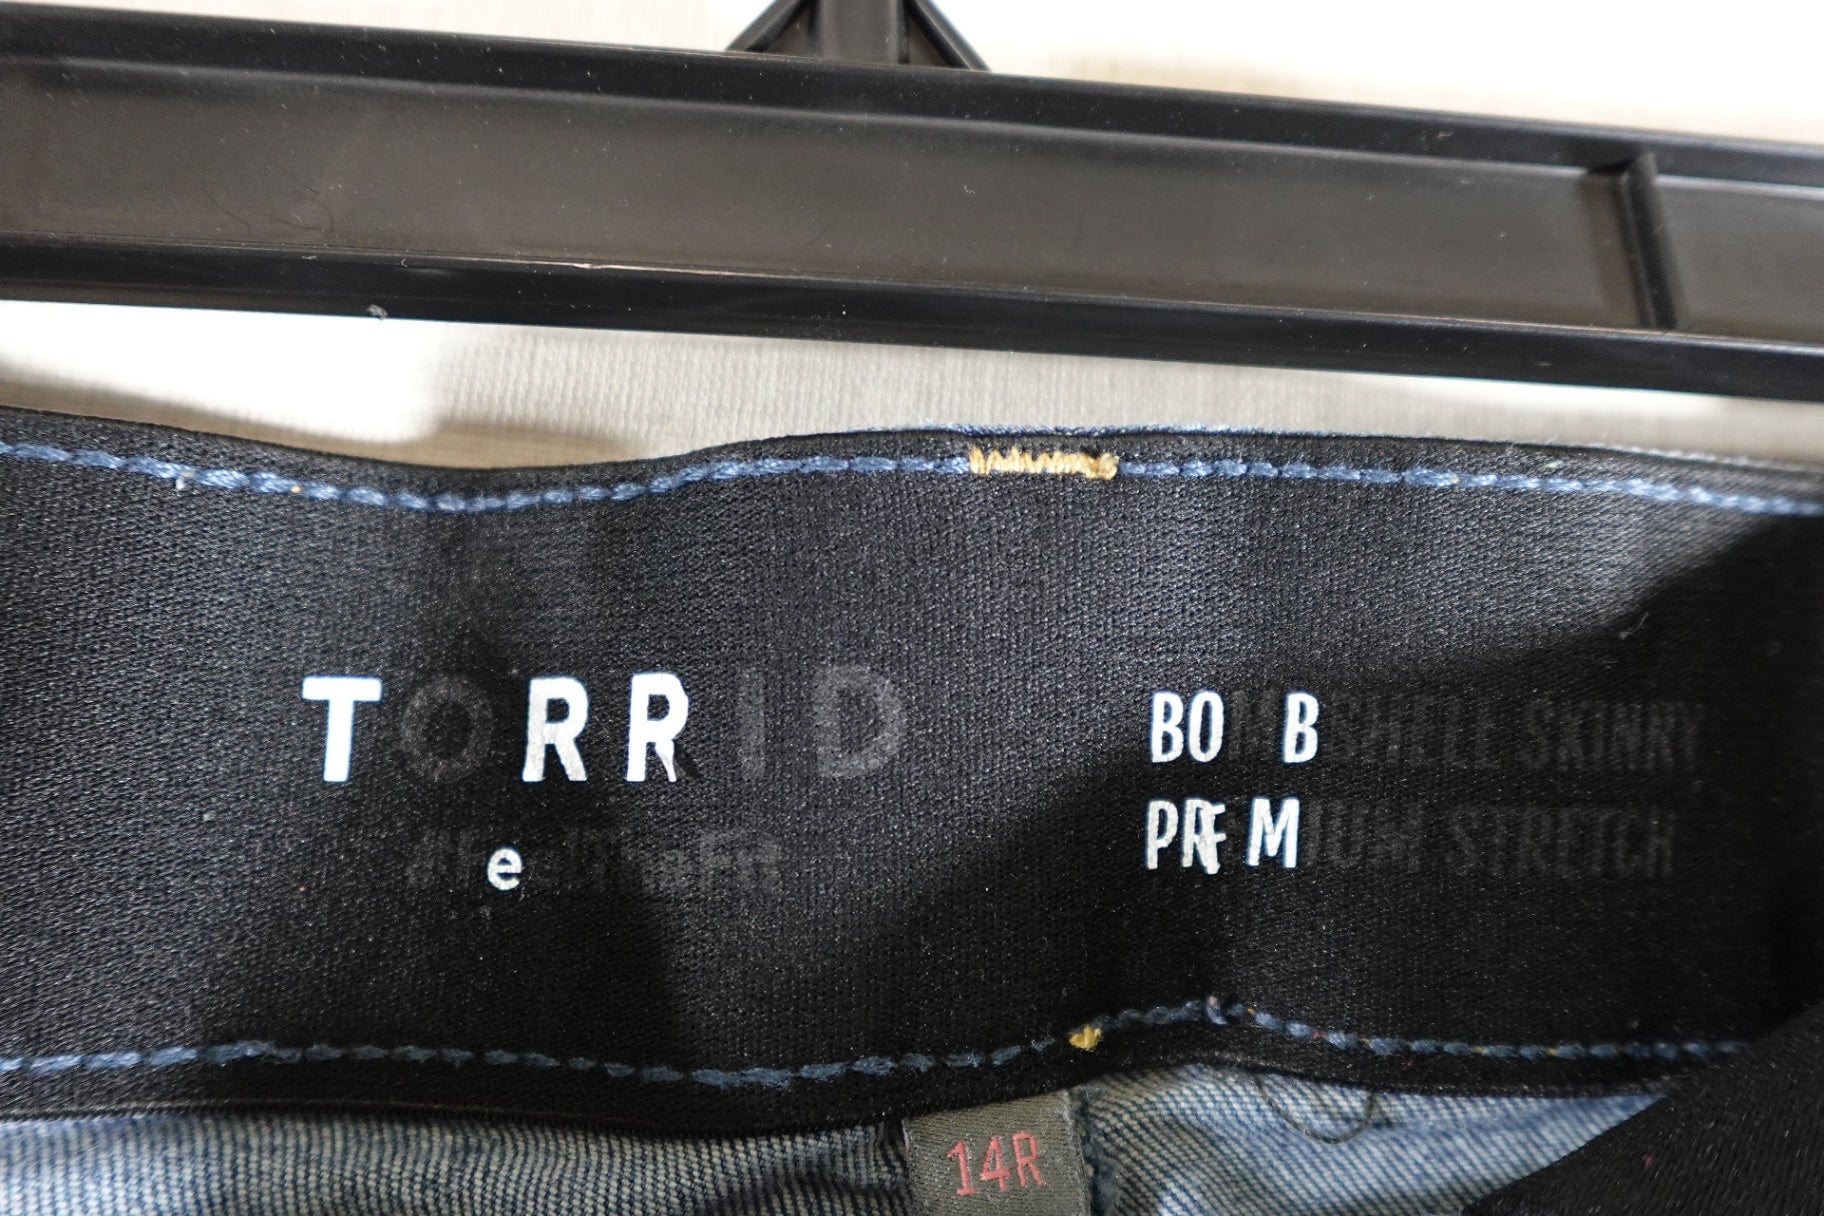 TORRID
BOMBSHELL SKINNY
PREMIUM STRETCH
14R